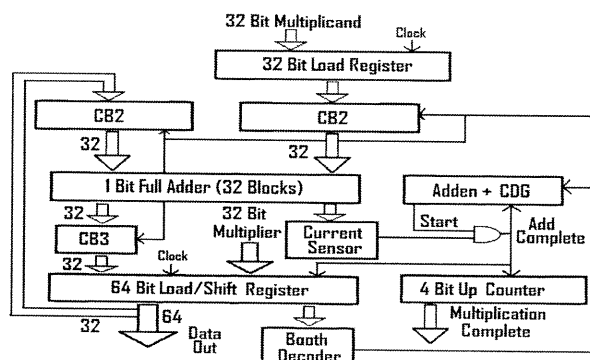 32 Bit Multiplicand
Clock
32 Bit Load Register
CB2
CB2
32
32
1 Bit Full Adder (32 Blocks)
Adden + CDG
32
32 Bit
Multiplier
Start
Add
Complete
CB3
Current
Sensor
32
Clock
64 Bit Load/Shift Register
4 Bit Up Counter
32
64
Data
Out
Multiplication
Complete
Booth
Decoder